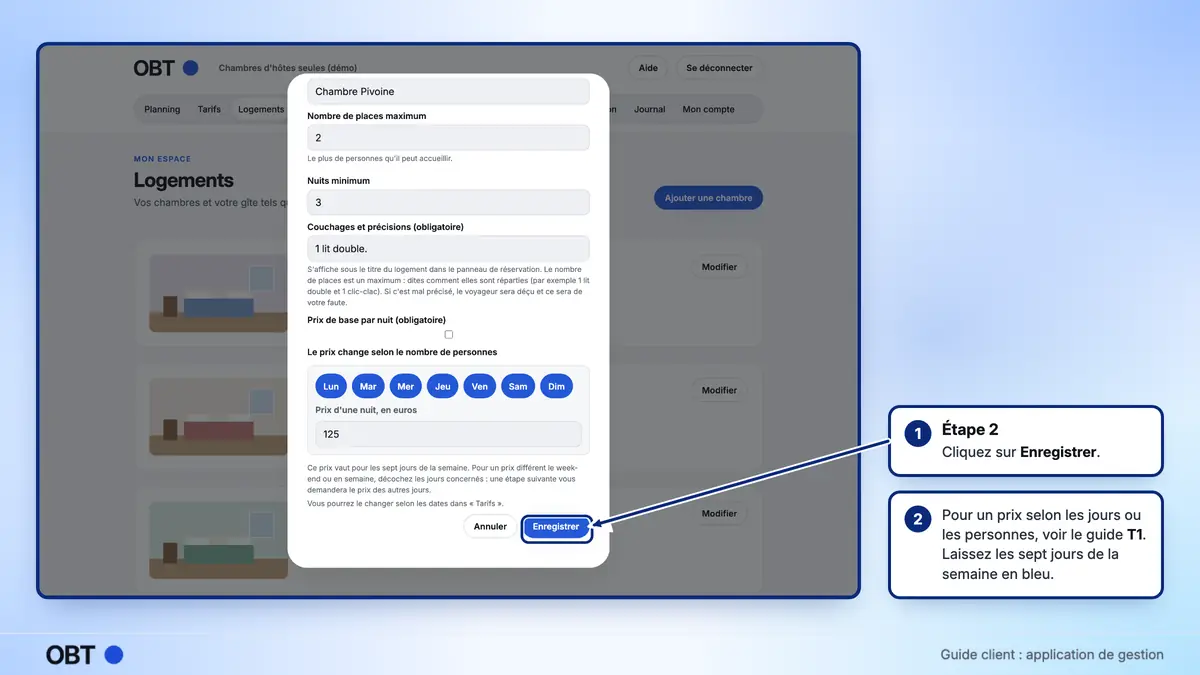 OBT
Chambres d'hôtes seules (démo)
Aide
Se déconnecter
Planning
Tarifs
Logements
Journal
Mon compte
MON ESPACE
Logements
Vos chambres et votre gîte tels
Ajouter une chambre
Modifier
Modifier
Modifier
Chambre Pivoine
Nombre de places maximum
2
Le plus de personnes qu'il peut accueillir.
Nuits minimum
3
Couchages et précisions (obligatoire)
1 lit double.
S'affiche sous le titre du logement dans le panneau de réservation. Le nombre
de places est un maximum : dites comment elles sont réparties (par exemple 1 lit
double et 1 clic-clac). Si c'est mal précisé, le voyageur sera déçu et ce sera de
votre faute.
Prix de base par nuit (obligatoire)
Le prix change selon le nombre de personnes
Lun Mar Mer Jeu Ven Sam Dim
Prix d'une nuit, en euros
125
Ce prix vaut pour les sept jours de la semaine. Pour un prix différent le week-
end ou en semaine, décochez les jours concernés : une étape suivante vous
demandera le prix des autres jours.
Vous pourrez le changer selon les dates dans « Tarifs ».
Annuler
Enregistrer
1
Étape 2
Cliquez sur Enregistrer.
2
Pour un prix selon les jours ou
les personnes, voir le guide T1.
Laissez les sept jours de la
semaine en bleu.
OBT
Guide client : application de gestion